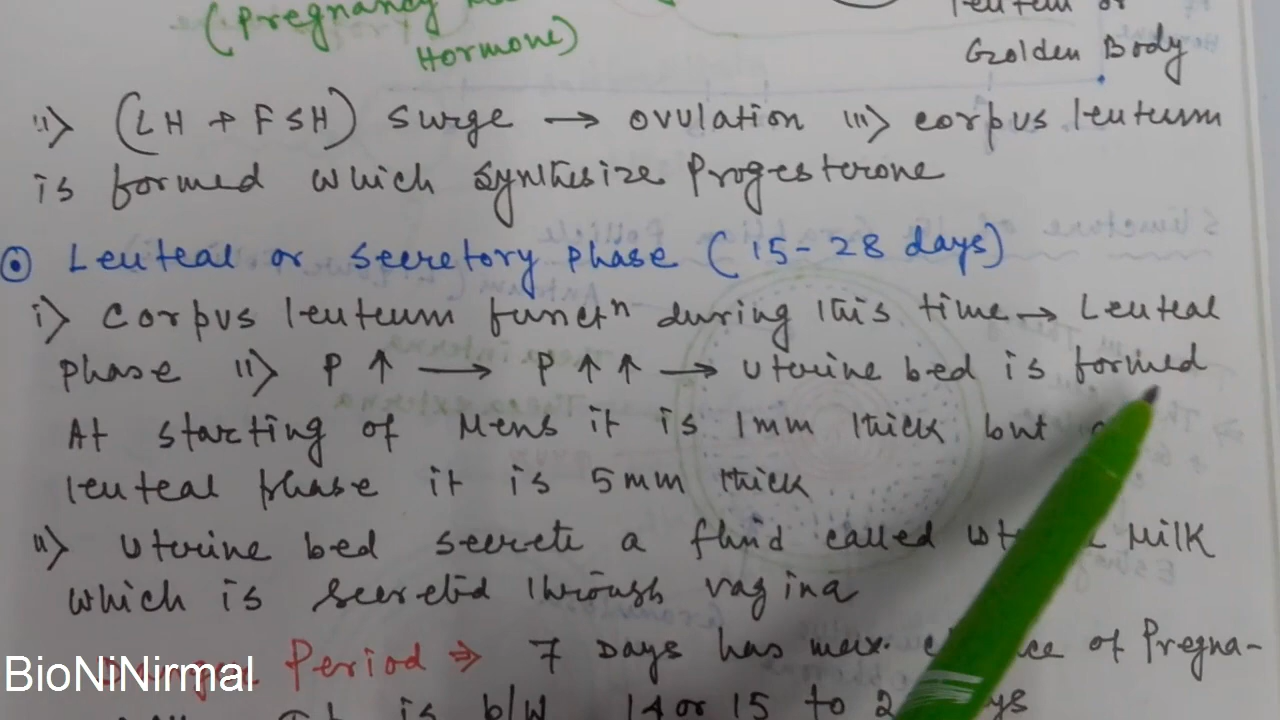 (Pregnancy
Hormone)
Golden Body
ii> (LH + FSH) surge → ovulation iii> corpus leuteum
is formed which synthesize Progesterone
Leuteal or secretory phase (15-28 days)
i> Corpus leuteum functn during this time → Leuteal
phase ii> P ↑ → P ↑ ↑ → Uterine bed is formed
At starting of Mens it is 1mm thick but
leuteal phase it is 5mm thick
ii> Uterine bed secrete a fluid called Milk
which is secreted through vagina
Period ⇒ 7 Days has max. of Pregna-
is b/w 14 or 15 to
BioNiNirmal